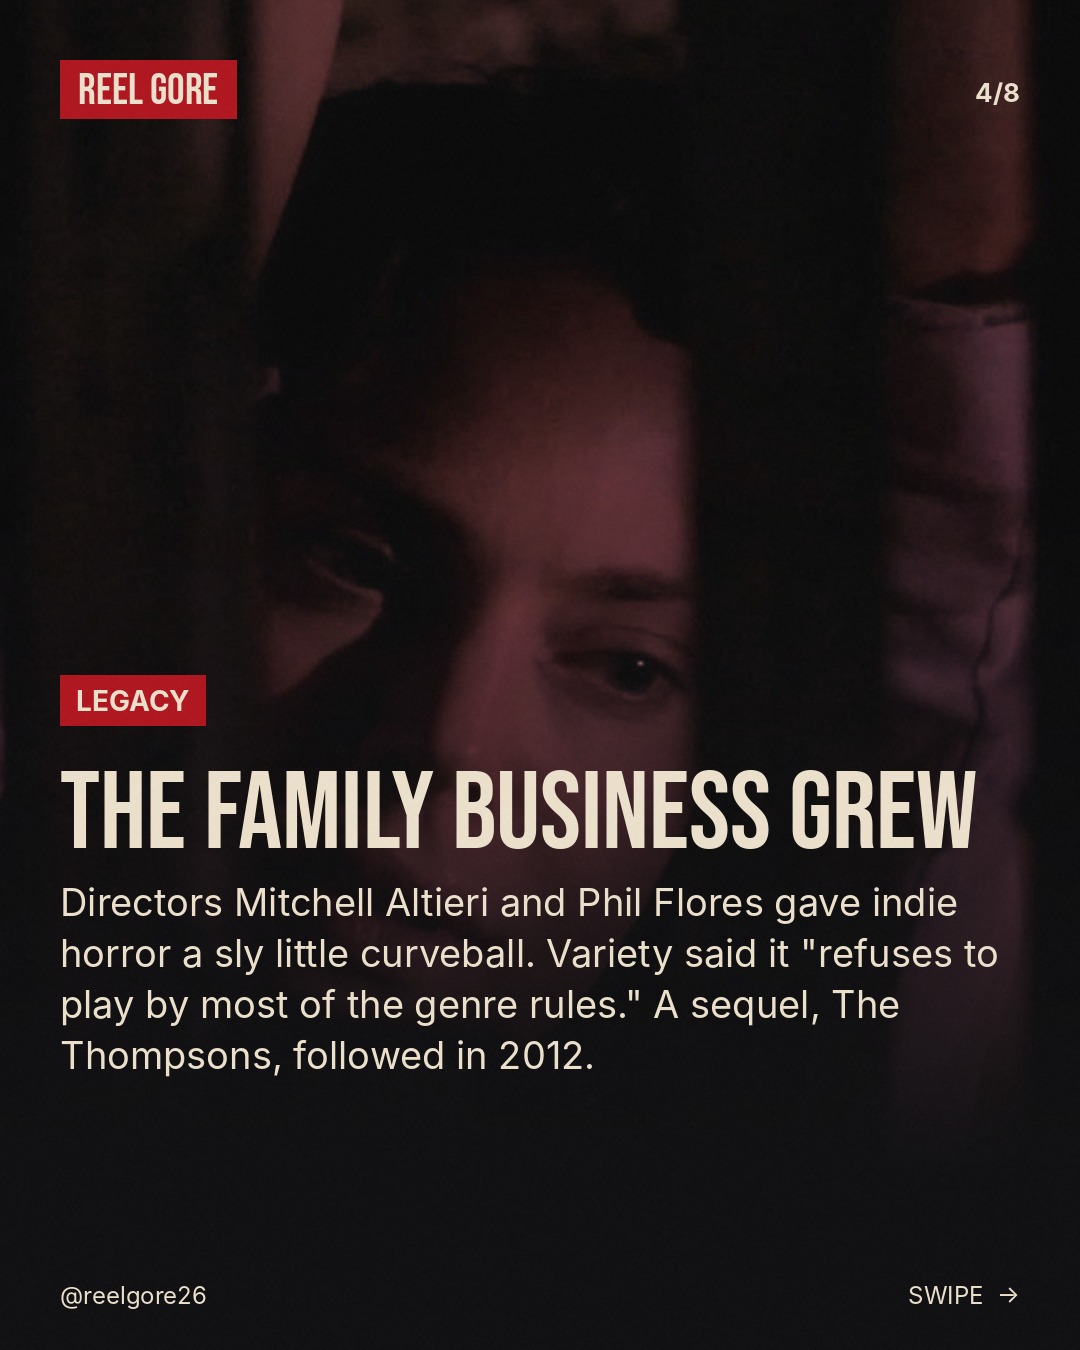 REEL GORE
4/8
LEGACY
THE FAMILY BUSINESS GREW
Directors Mitchell Altieri and Phil Flores gave indie
horror a sly little curveball. Variety said it "refuses to
play by most of the genre rules." A sequel, The
Thompsons, followed in 2012.
@reelgore26
SWIPE →